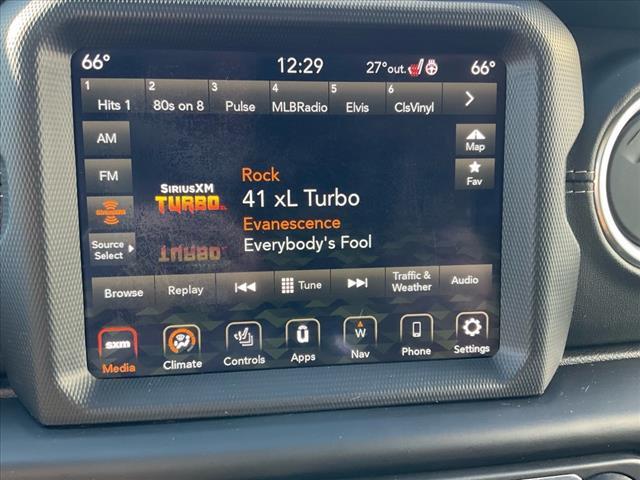 66° 12:29 27°out. 66°
1 2 3 4 5 6
Hits 1 80s on 8 Pulse MLBRadio Elvis ClsVinyl
AM
Map
FM
Fav
SiriusXM
TURBO
Rock
41 xL Turbo
Evanescence
Everybody's Fool
Source
Select
Browse Replay Tune Traffic & Weather Audio
sxm û W
Media Climate Controls Apps Nav Phone Settings